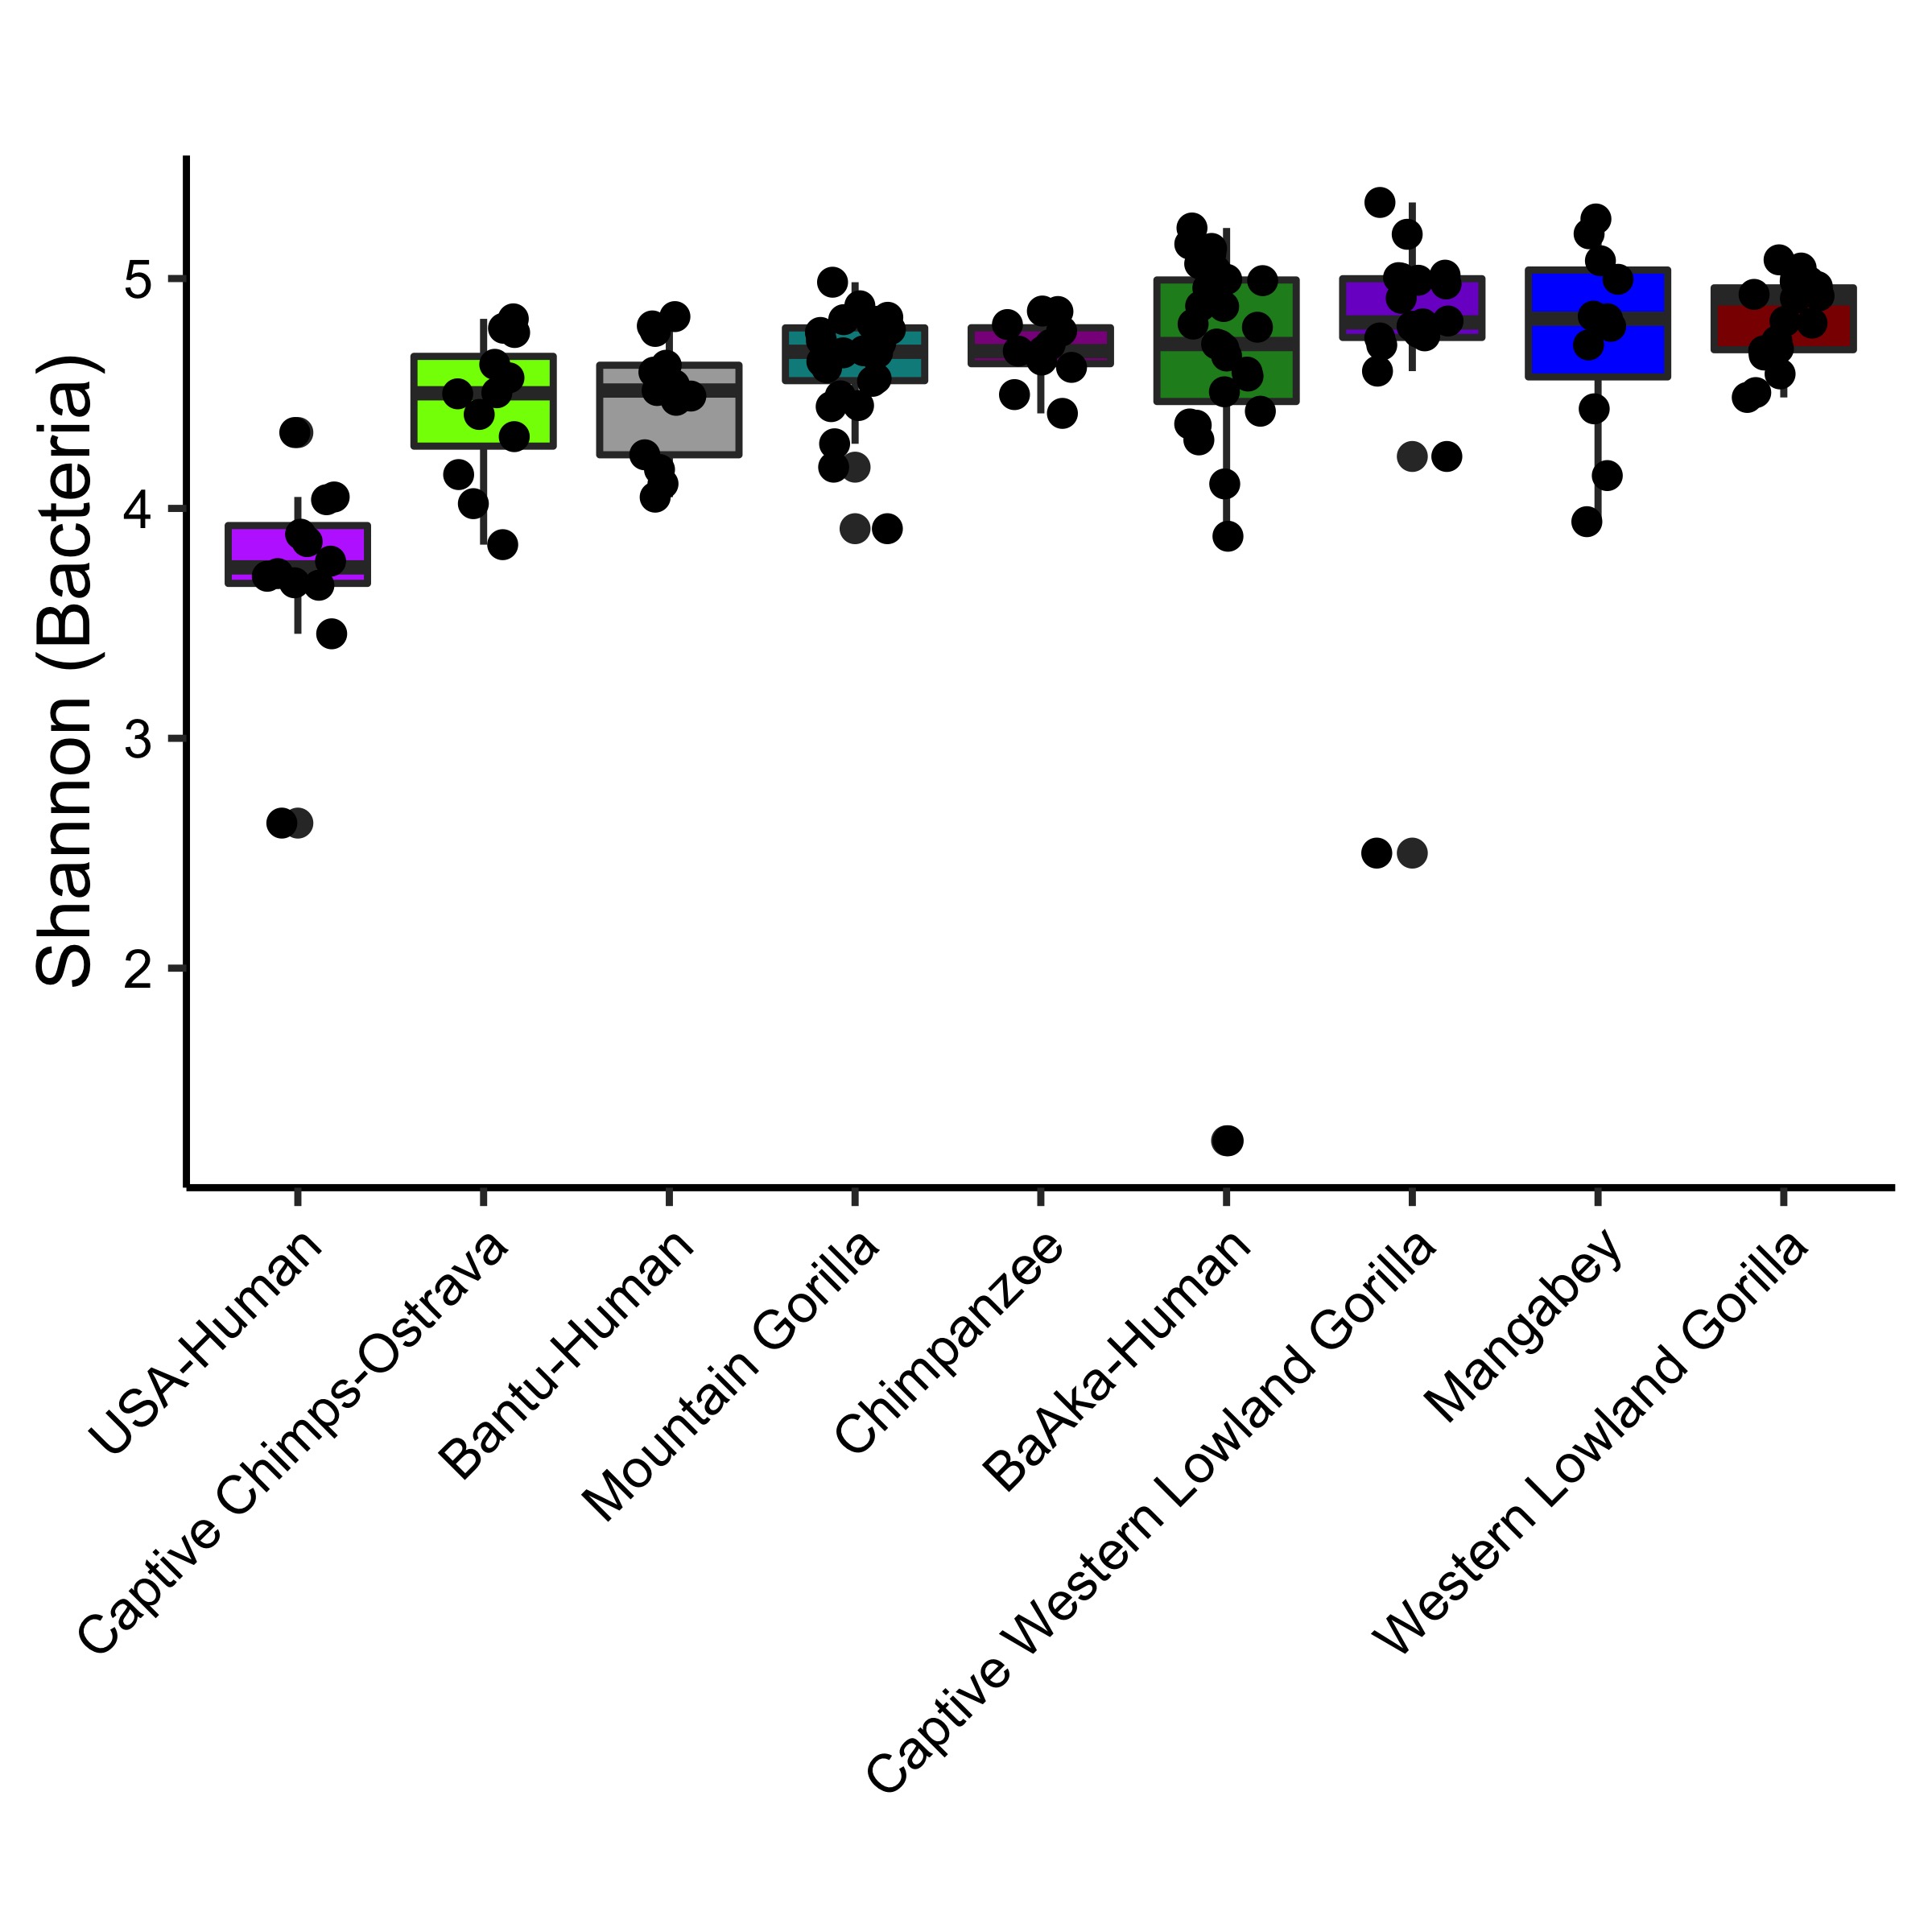 Shannon (Bacteria)
5
4
3
2
USA-Human
Captive Chimps-Ostrava
Bantu-Human
Mountain Gorilla
Chimpanzee
BaAka-Human
Captive Western Lowland Gorilla
Mangabey
Western Lowland Gorilla